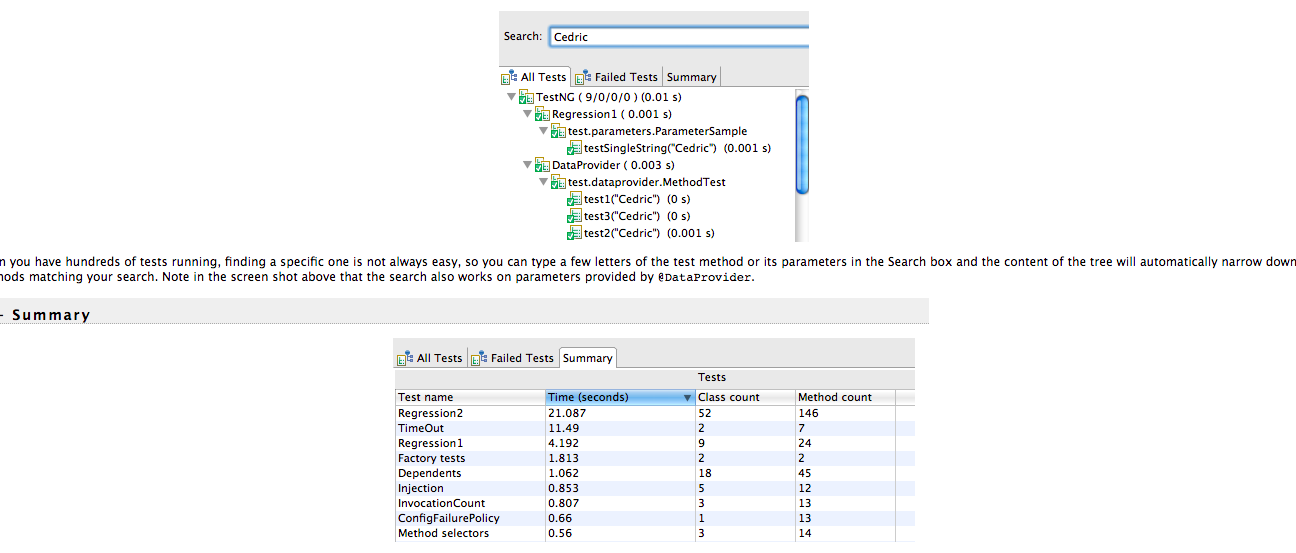 Search: Cedric
All Tests Failed Tests Summary
TestNG ( 9/0/0/0 ) (0.01 s)
Regression1 ( 0.001 s)
test.parameters.ParameterSample
testSingleString("Cedric") (0.001 s)
DataProvider ( 0.003 s)
test.dataprovider.MethodTest
test1("Cedric") (0 s)
test3("Cedric") (0 s)
test2("Cedric") (0.001 s)
n you have hundreds of tests running, finding a specific one is not always easy, so you can type a few letters of the test method or its parameters in the Search box and the content of the tree will automatically narrow down
nods matching your search. Note in the screen shot above that the search also works on parameters provided by @DataProvider.
- Summary
All Tests Failed Tests Summary
Tests
Test name Time (seconds) Class count Method count
Regression2 21.087 52 146
TimeOut 11.49 2 7
Regression1 4.192 9 24
Factory tests 1.813 2 2
Dependents 1.062 18 45
Injection 0.853 5 12
InvocationCount 0.807 3 13
ConfigFailurePolicy 0.66 1 13
Method selectors 0.56 3 14